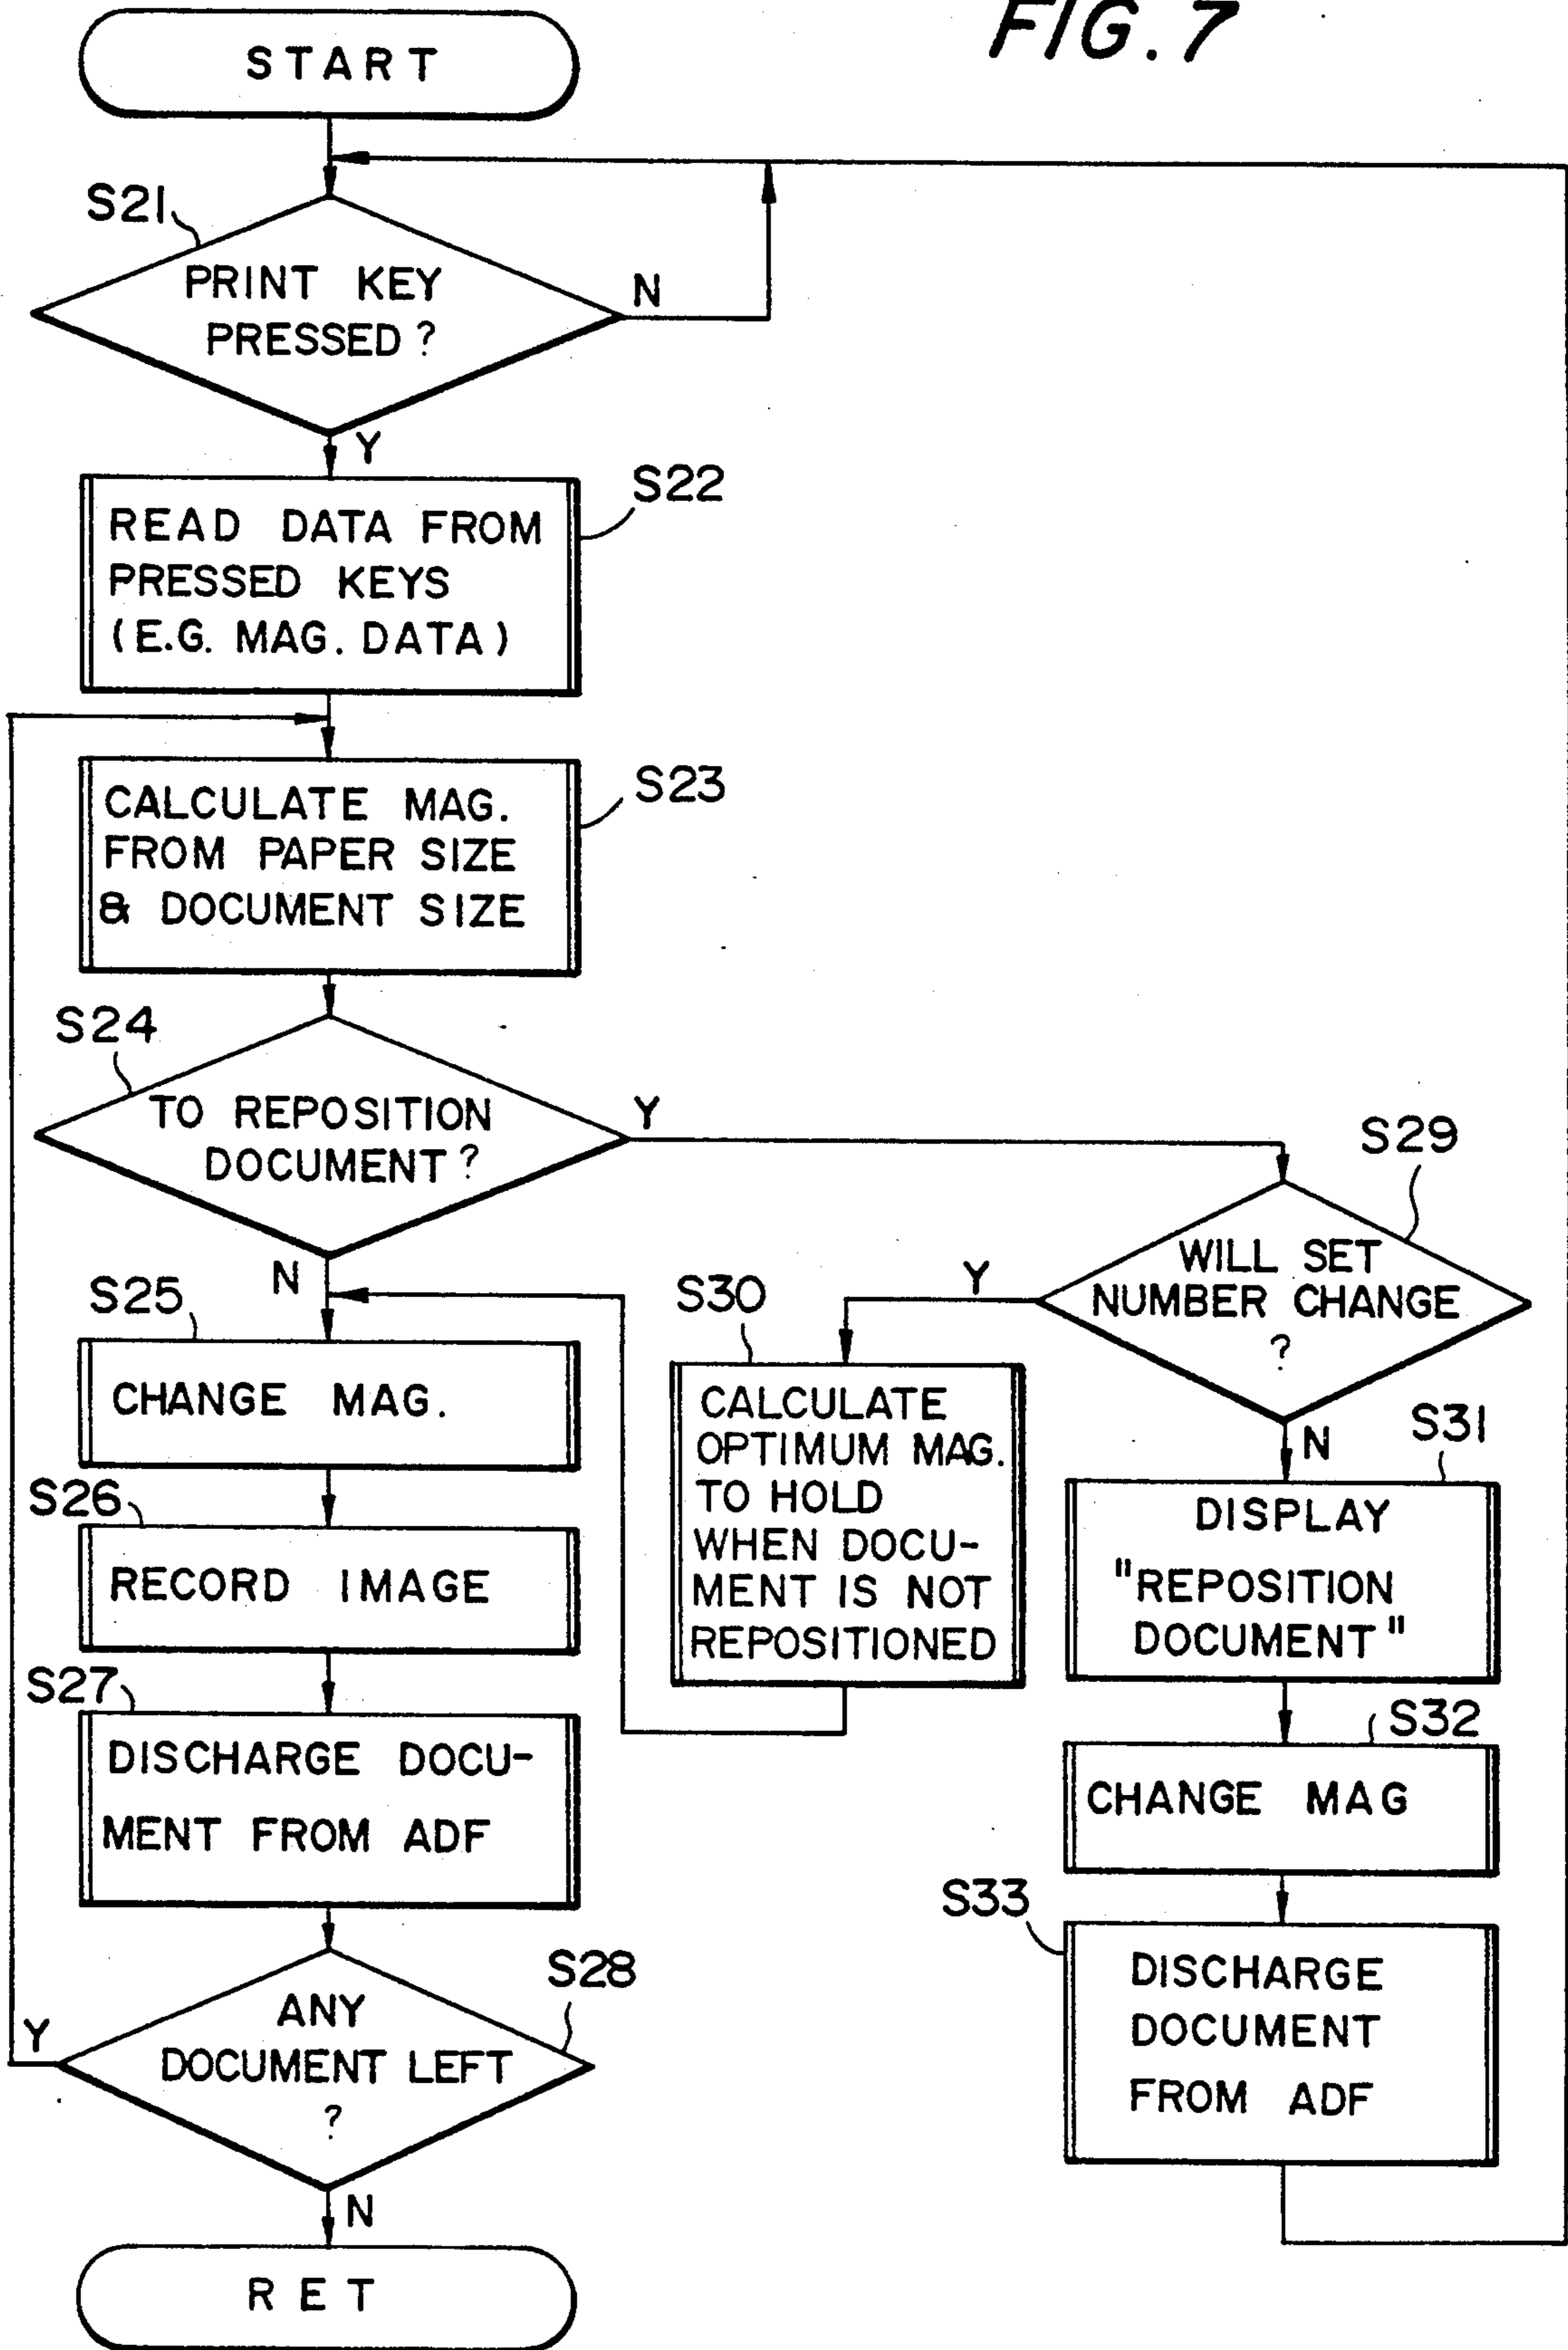 FIG. 7
START
S21
PRINT KEY
PRESSED?
N
Y
S22
READ DATA FROM
PRESSED KEYS
(E.G. MAG. DATA)
S23
CALCULATE MAG.
FROM PAPER SIZE
& DOCUMENT SIZE
S24
TO REPOSITION
DOCUMENT?
Y
N
S25
CHANGE MAG.
S26
RECORD IMAGE
S27
DISCHARGE DOCU-
MENT FROM ADF
S28
ANY
DOCUMENT LEFT
?
Y
N
RET
S29
WILL SET
NUMBER CHANGE
?
Y
N
S30
CALCULATE
OPTIMUM MAG.
TO HOLD
WHEN DOCU-
MENT IS NOT
REPOSITIONED
S31
DISPLAY
"REPOSITION
DOCUMENT"
S32
CHANGE MAG
S33
DISCHARGE
DOCUMENT
FROM ADF